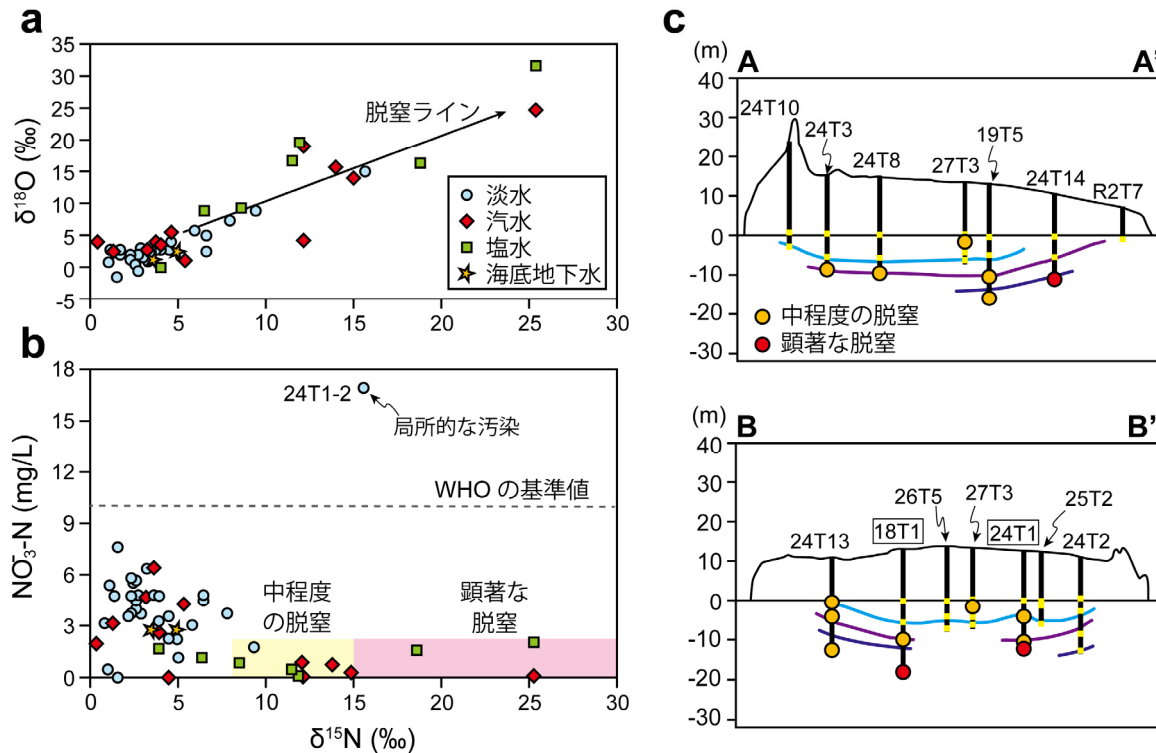 a
δ18O (‰)
35
30
25
20
15
10
5
0
-5
0
5
10
15
20
25
30
脱窒ライン
淡水
汽水
塩水
海底地下水
b
NO-3-N (mg/L)
18
15
12
9
6
3
0
24T1-2
局所的な汚染
WHO の基準値
中程度
の脱窒
顕著な
脱窒
0
5
10
15
20
25
30
δ15N (‰)
c
(m)
A
A’
40
30
20
10
0
-10
-20
-30
24T10
24T3
24T8
27T3
19T5
24T14
R2T7
中程度の脱窒
顕著な脱窒
(m)
B
B’
40
30
20
10
0
-10
-20
-30
24T13
18T1
26T5
27T3
24T1
25T2
24T2